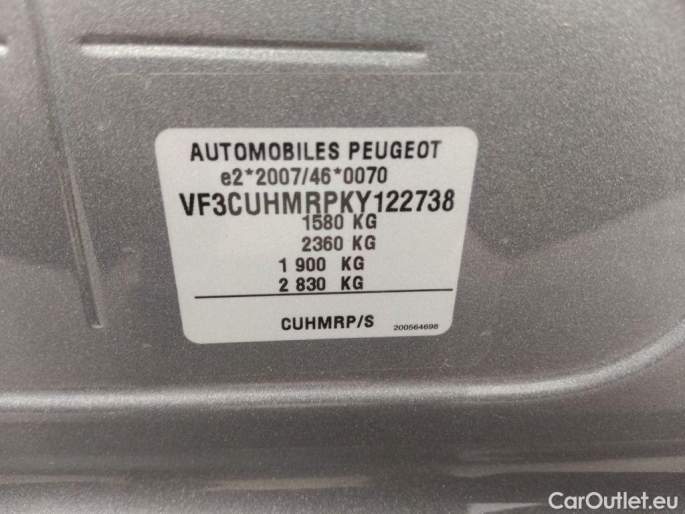 AUTOMOBILES PEUGEOT
e2*2007/46*0070
VF3CUHMRPKY122738
1580 KG
2360 KG
1 900 KG
2 830 KG
CUHMRP/S 200564698
CarOutlet.eu